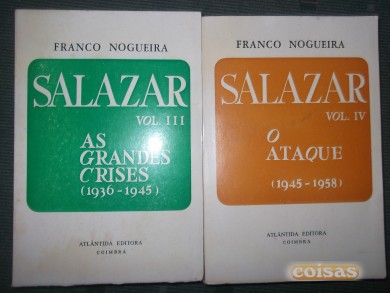 FRANCO NOGUEIRA
SALAZAR
VOL. III
AS
GRANDES
CRISES
(1936-1945)
ATLÂNTIDA EDITORA
COIMBRA
FRANCO NOGUEIRA
SALAZAR
VOL. IV
O
ATAQUE
(1945-1958)
ATLÂNTIDA EDITORA
COIMBRA
coisas